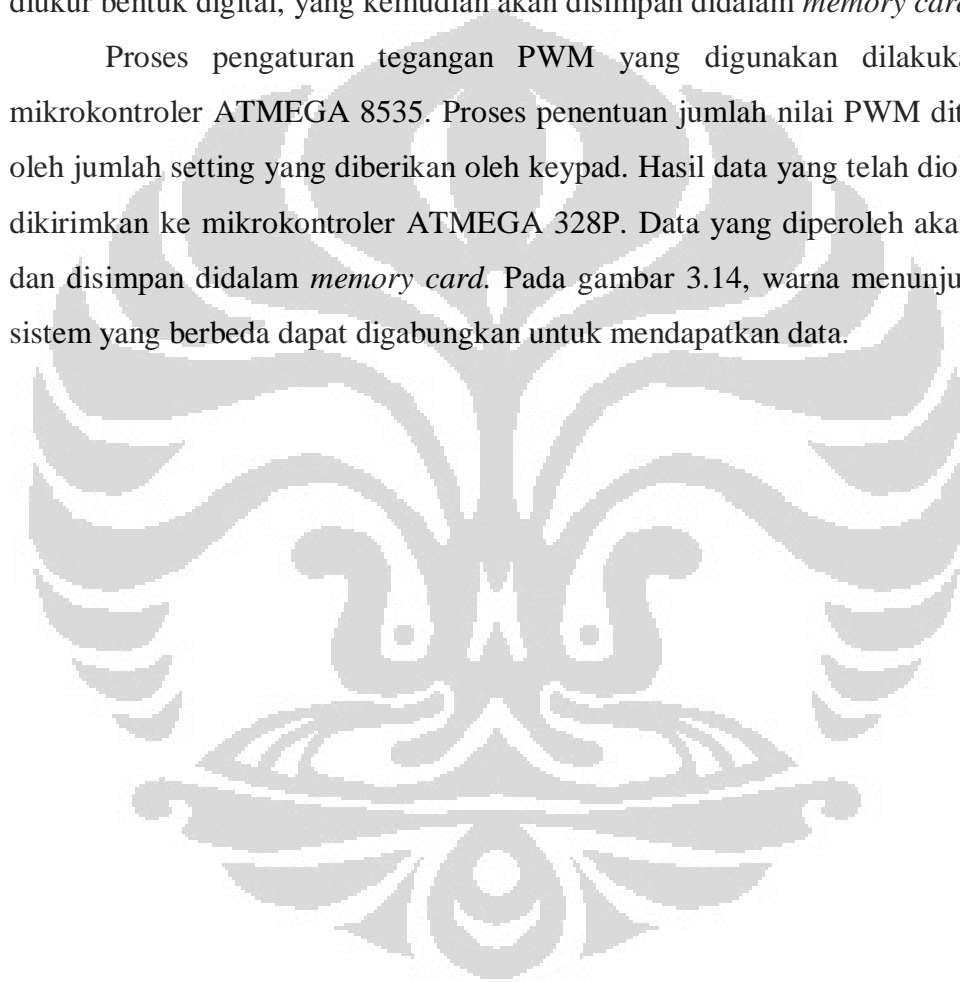 diukur bentuk digital, yang kemudian akan disimpan didalam memory card
Proses pengaturan tegangan PWM yang digunakan dilakuka
mikrokontroler ATMEGA 8535. Proses penentuan jumlah nilai PWM dit
oleh jumlah setting yang diberikan oleh keypad. Hasil data yang telah diol
dikirimkan ke mikrokontroler ATMEGA 328P. Data yang diperoleh aka
dan disimpan didalam memory card. Pada gambar 3.14, warna menunju
sistem yang berbeda dapat digabungkan untuk mendapatkan data.